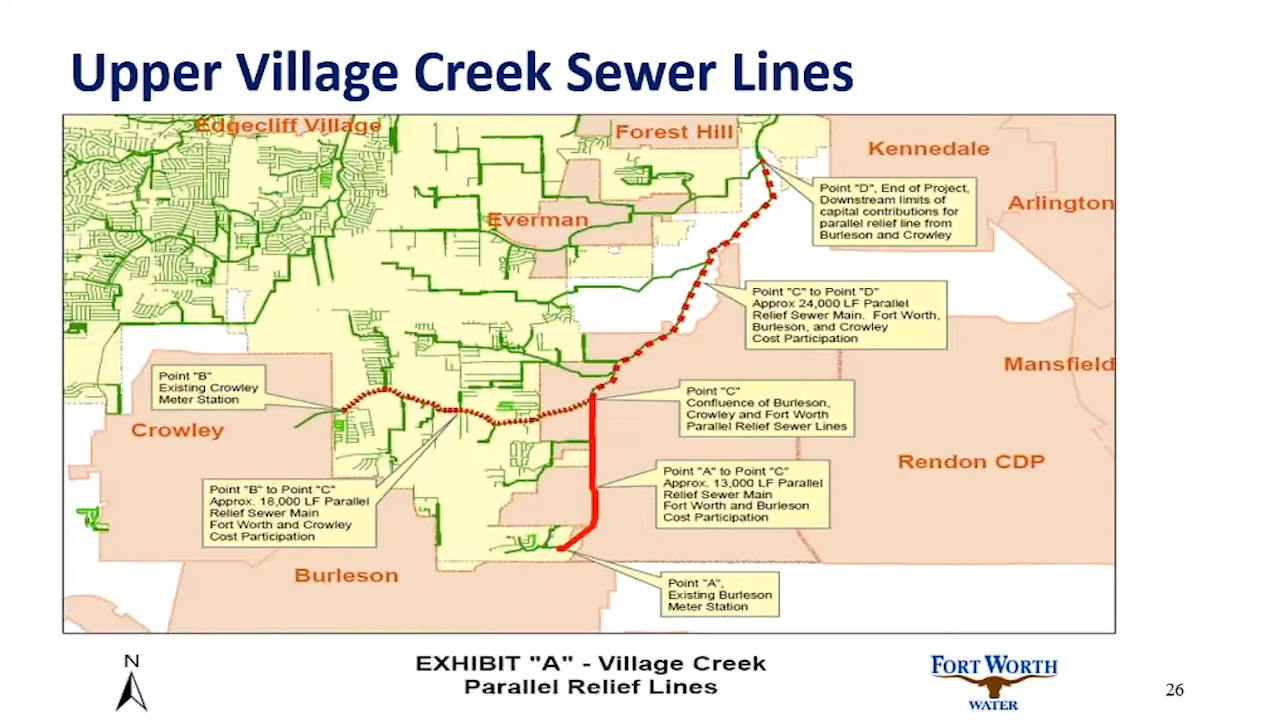 Upper Village Creek Sewer Lines
Edgecliff Village
Forest Hill
Kennedale
Arlington
Everman
Point "D", End of Project,
Downstream limits of
capital contributions for
parallel relief line from
Burleson and Crowley
Point "C" to Point "D"
Approx 24,000 LF Parallel
Relief Sewer Main. Fort Worth,
Burleson, and Crowley
Cost Participation
Mansfield
Point "B"
Existing Crowley
Meter Station
Point "C"
Confluence of Burleson,
Crowley and Fort Worth
Parallel Relief Sewer Lines
Crowley
Rendon CDP
Point "A" to Point "C"
Approx. 13,000 LF Parallel
Relief Sewer Main
Fort Worth and Burleson
Cost Participation
Point "B" to Point "C"
Approx. 18,000 LF Parallel
Relief Sewer Main
Fort Worth and Crowley
Cost Participation
Burleson
Point "A",
Existing Burleson
Meter Station
N
EXHIBIT "A" - Village Creek
Parallel Relief Lines
FORT WORTH
WATER
26